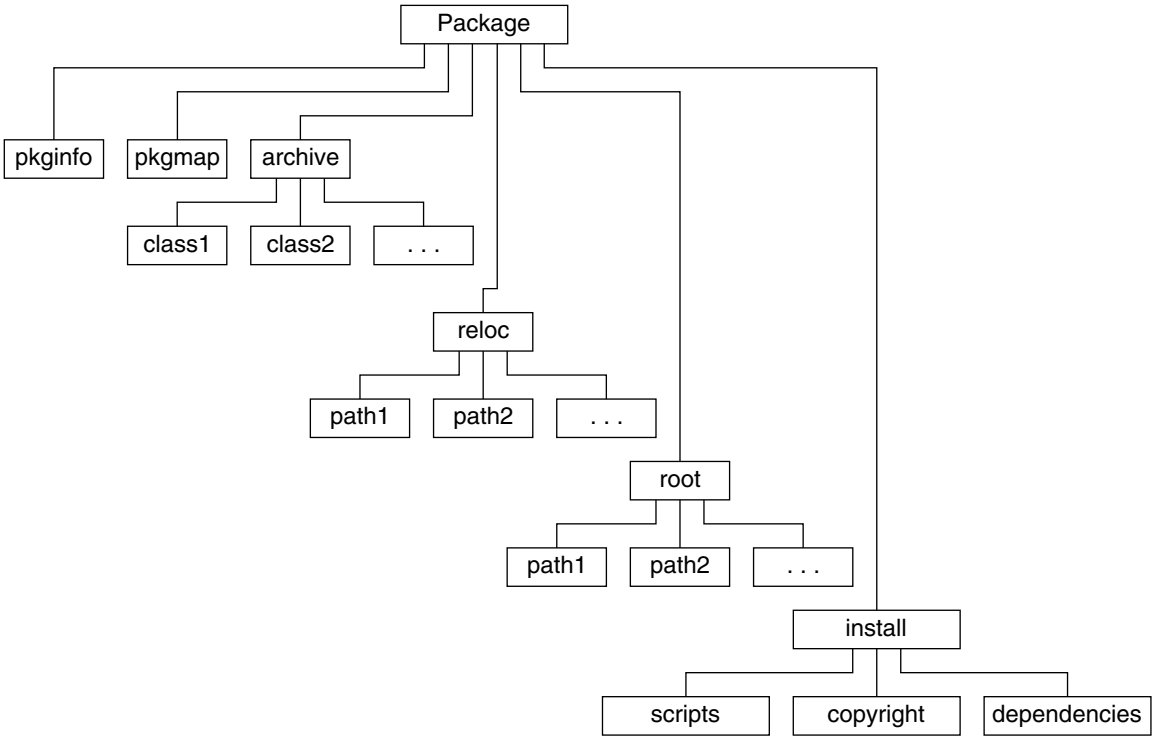 Package
pkginfo
pkgmap
archive
class1
class2
. . .
reloc
path1
path2
. . .
root
path1
path2
. . .
install
scripts
copyright
dependencies